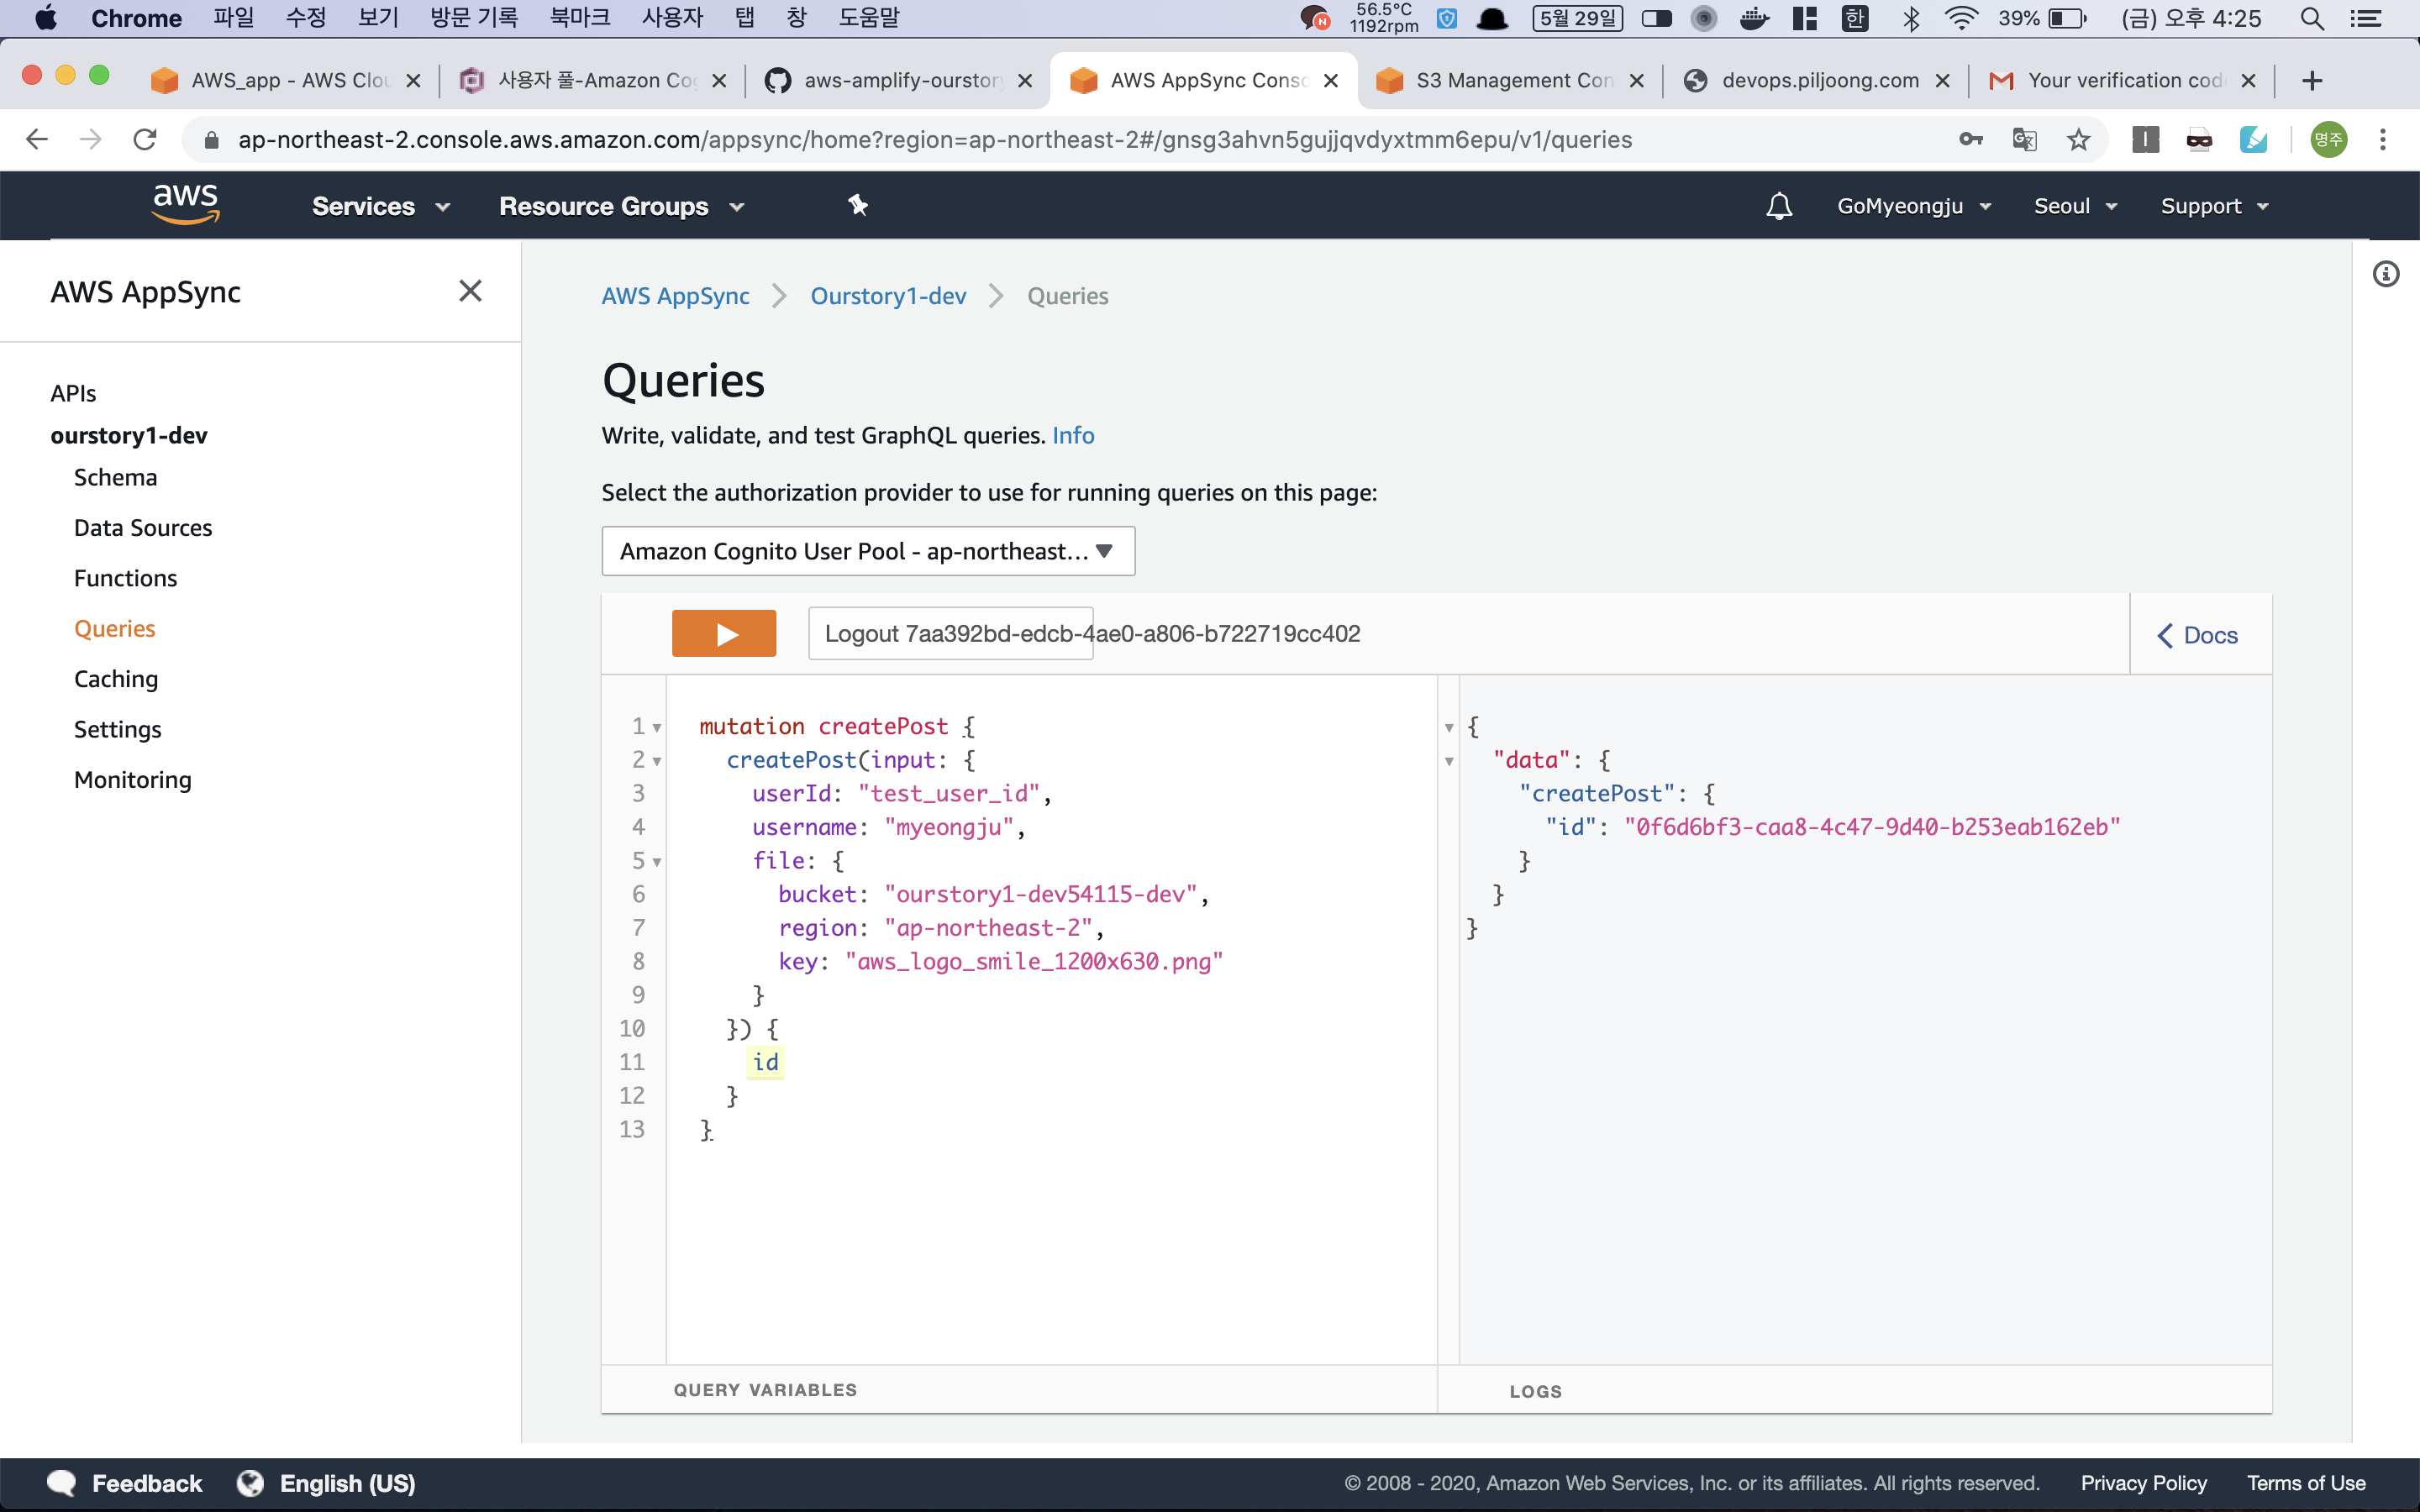 Chrome 파일 수정 보기 방문 기록 북마크 사용자 탭 창 도움말 N 56.5°C 1192rpm 5월 29일 한 39% (금) 오후 4:25
AWS_app - AWS Clou 사용자 풀-Amazon Cog aws-amplify-ourstory AWS AppSync Conso S3 Management Con devops.piljoong.com Your verification code
ap-northeast-2.console.aws.amazon.com/appsync/home?region=ap-northeast-2#/gnsg3ahvn5gujjqvdyxtmm6epu/v1/queries 명주
aws Services Resource Groups GoMyeongju Seoul Support
AWS AppSync
APIs
ourstory1-dev
Schema
Data Sources
Functions
Queries
Caching
Settings
Monitoring
AWS AppSync Ourstory1-dev Queries
Queries
Write, validate, and test GraphQL queries. Info
Select the authorization provider to use for running queries on this page:
Amazon Cognito User Pool - ap-northeast...
Logout 7aa392bd-edcb-4ae0-a806-b722719cc402
Docs
1 mutation createPost {
2 createPost(input: {
3 userId: "test_user_id",
4 username: "myeongju",
5 file: {
6 bucket: "ourstory1-dev54115-dev",
7 region: "ap-northeast-2",
8 key: "aws_logo_smile_1200x630.png"
9 }
10 }) {
11 id
12 }
13 }
{
"data": {
"createPost": {
"id": "0f6d6bf3-caa8-4c47-9d40-b253eab162eb"
}
}
}
QUERY VARIABLES
LOGS
Feedback English (US) © 2008 - 2020, Amazon Web Services, Inc. or its affiliates. All rights reserved. Privacy Policy Terms of Use